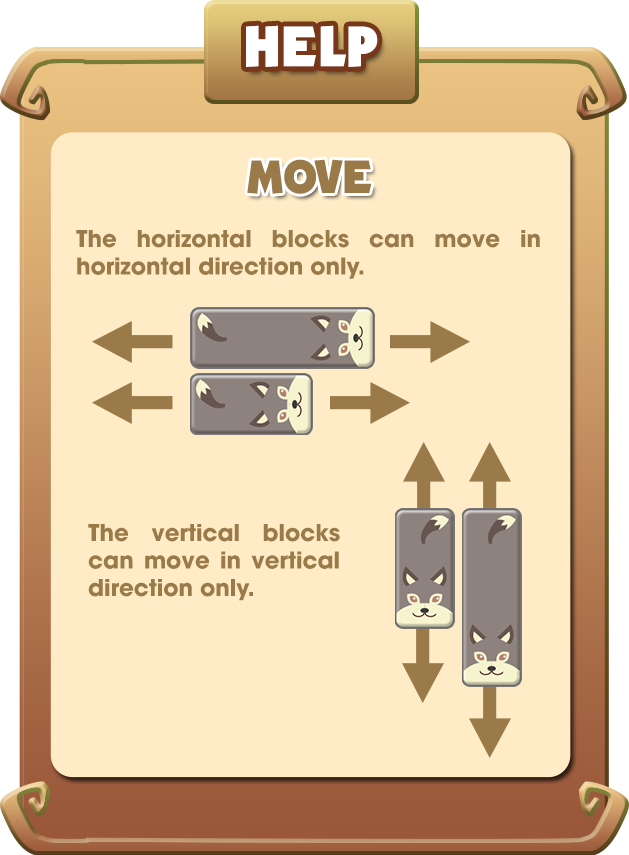 HELP
MOVE
The horizontal blocks can move in
horizontal direction only.
The vertical blocks
can move in vertical
direction only.